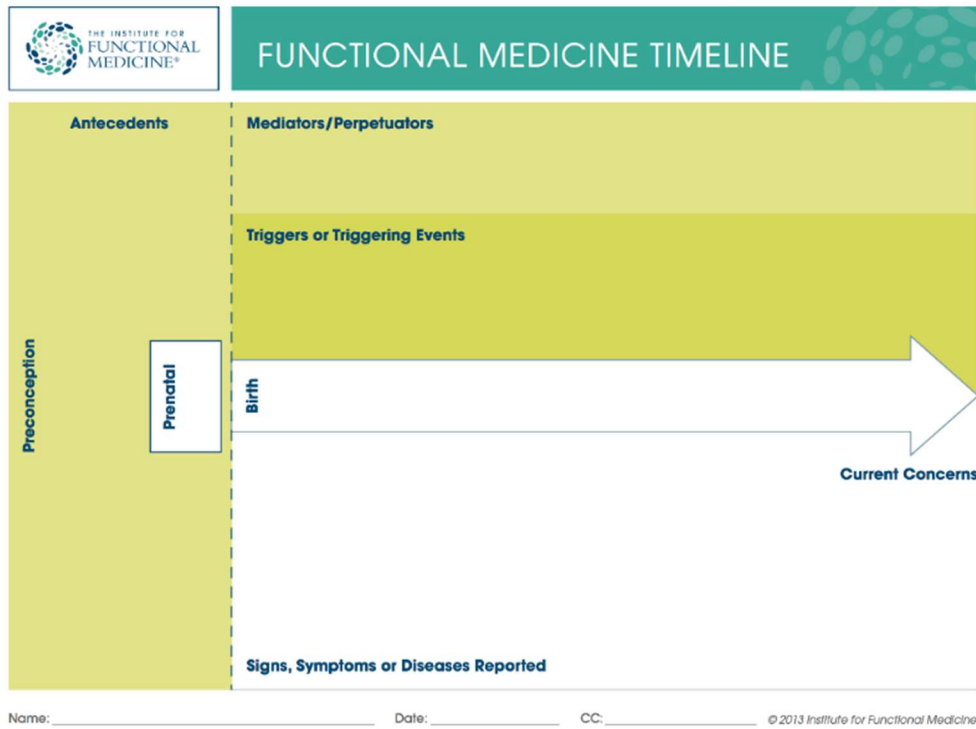 THE INSTITUTE FOR
FUNCTIONAL
MEDICINE®
FUNCTIONAL MEDICINE TIMELINE
Antecedents
Mediators/Perpetuators
Triggers or Triggering Events
Preconception
Prenatal
Birth
Current Concerns
Signs, Symptoms or Diseases Reported
Name:
Date:
CC:
© 2013 Institute for Functional Medicine